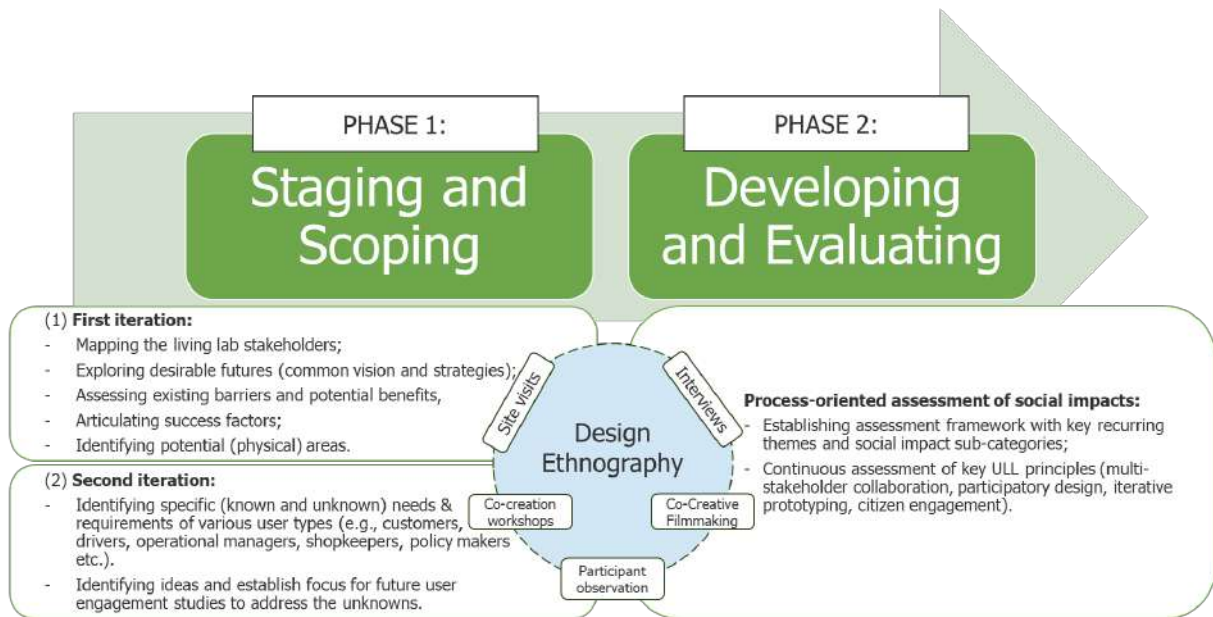 PHASE 1:
Staging and
Scoping
PHASE 2:
Developing
and Evaluating
(1) First iteration:
- Mapping the living lab stakeholders;
- Exploring desirable futures (common vision and strategies);
- Assessing existing barriers and potential benefits,
- Articulating success factors;
- Identifying potential (physical) areas.
(2) Second iteration:
- Identifying specific (known and unknown) needs &
requirements of various user types (e.g., customers,
drivers, operational managers, shopkeepers, policy makers
etc.).
- Identifying ideas and establish focus for future user
engagement studies to address the unknowns.
Site visits
Interviews
Design
Ethnography
Co-creation
workshops
Co-Creative
Filmmaking
Participant
observation
Process-oriented assessment of social impacts:
- Establishing assessment framework with key recurring
themes and social impact sub-categories;
- Continuous assessment of key ULL principles (multi-
stakeholder collaboration, participatory design, iterative
prototyping, citizen engagement).